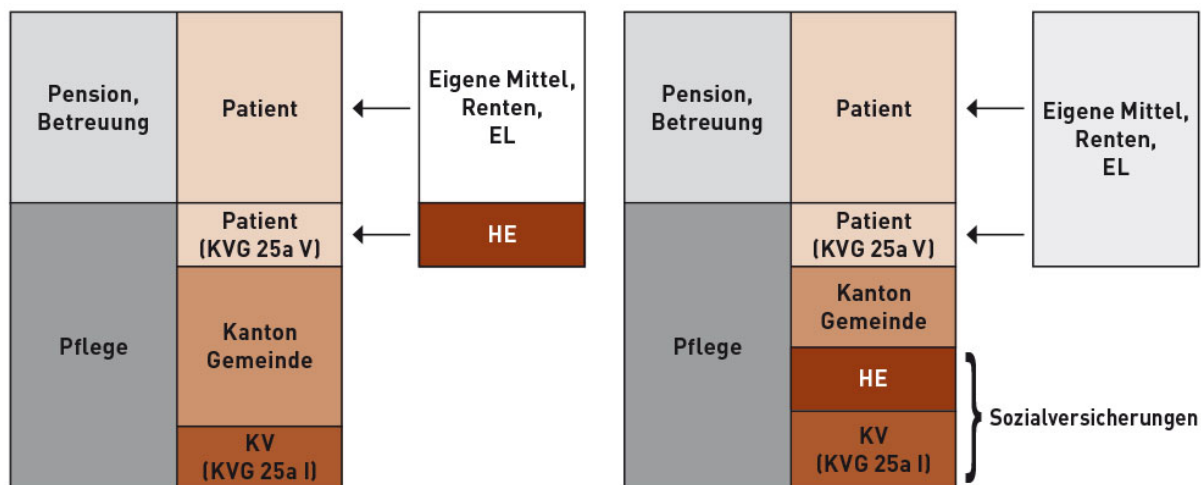 Pension,
Betreuung
Patient
Eigene Mittel,
Renten,
EL
Patient
(KVG 25a V)
HE
Pflege
Kanton
Gemeinde
KV
(KVG 25a I)
Pension,
Betreuung
Patient
Eigene Mittel,
Renten,
EL
Patient
(KVG 25a V)
Pflege
Kanton
Gemeinde
HE
KV
(KVG 25a I)
Sozialversicherungen